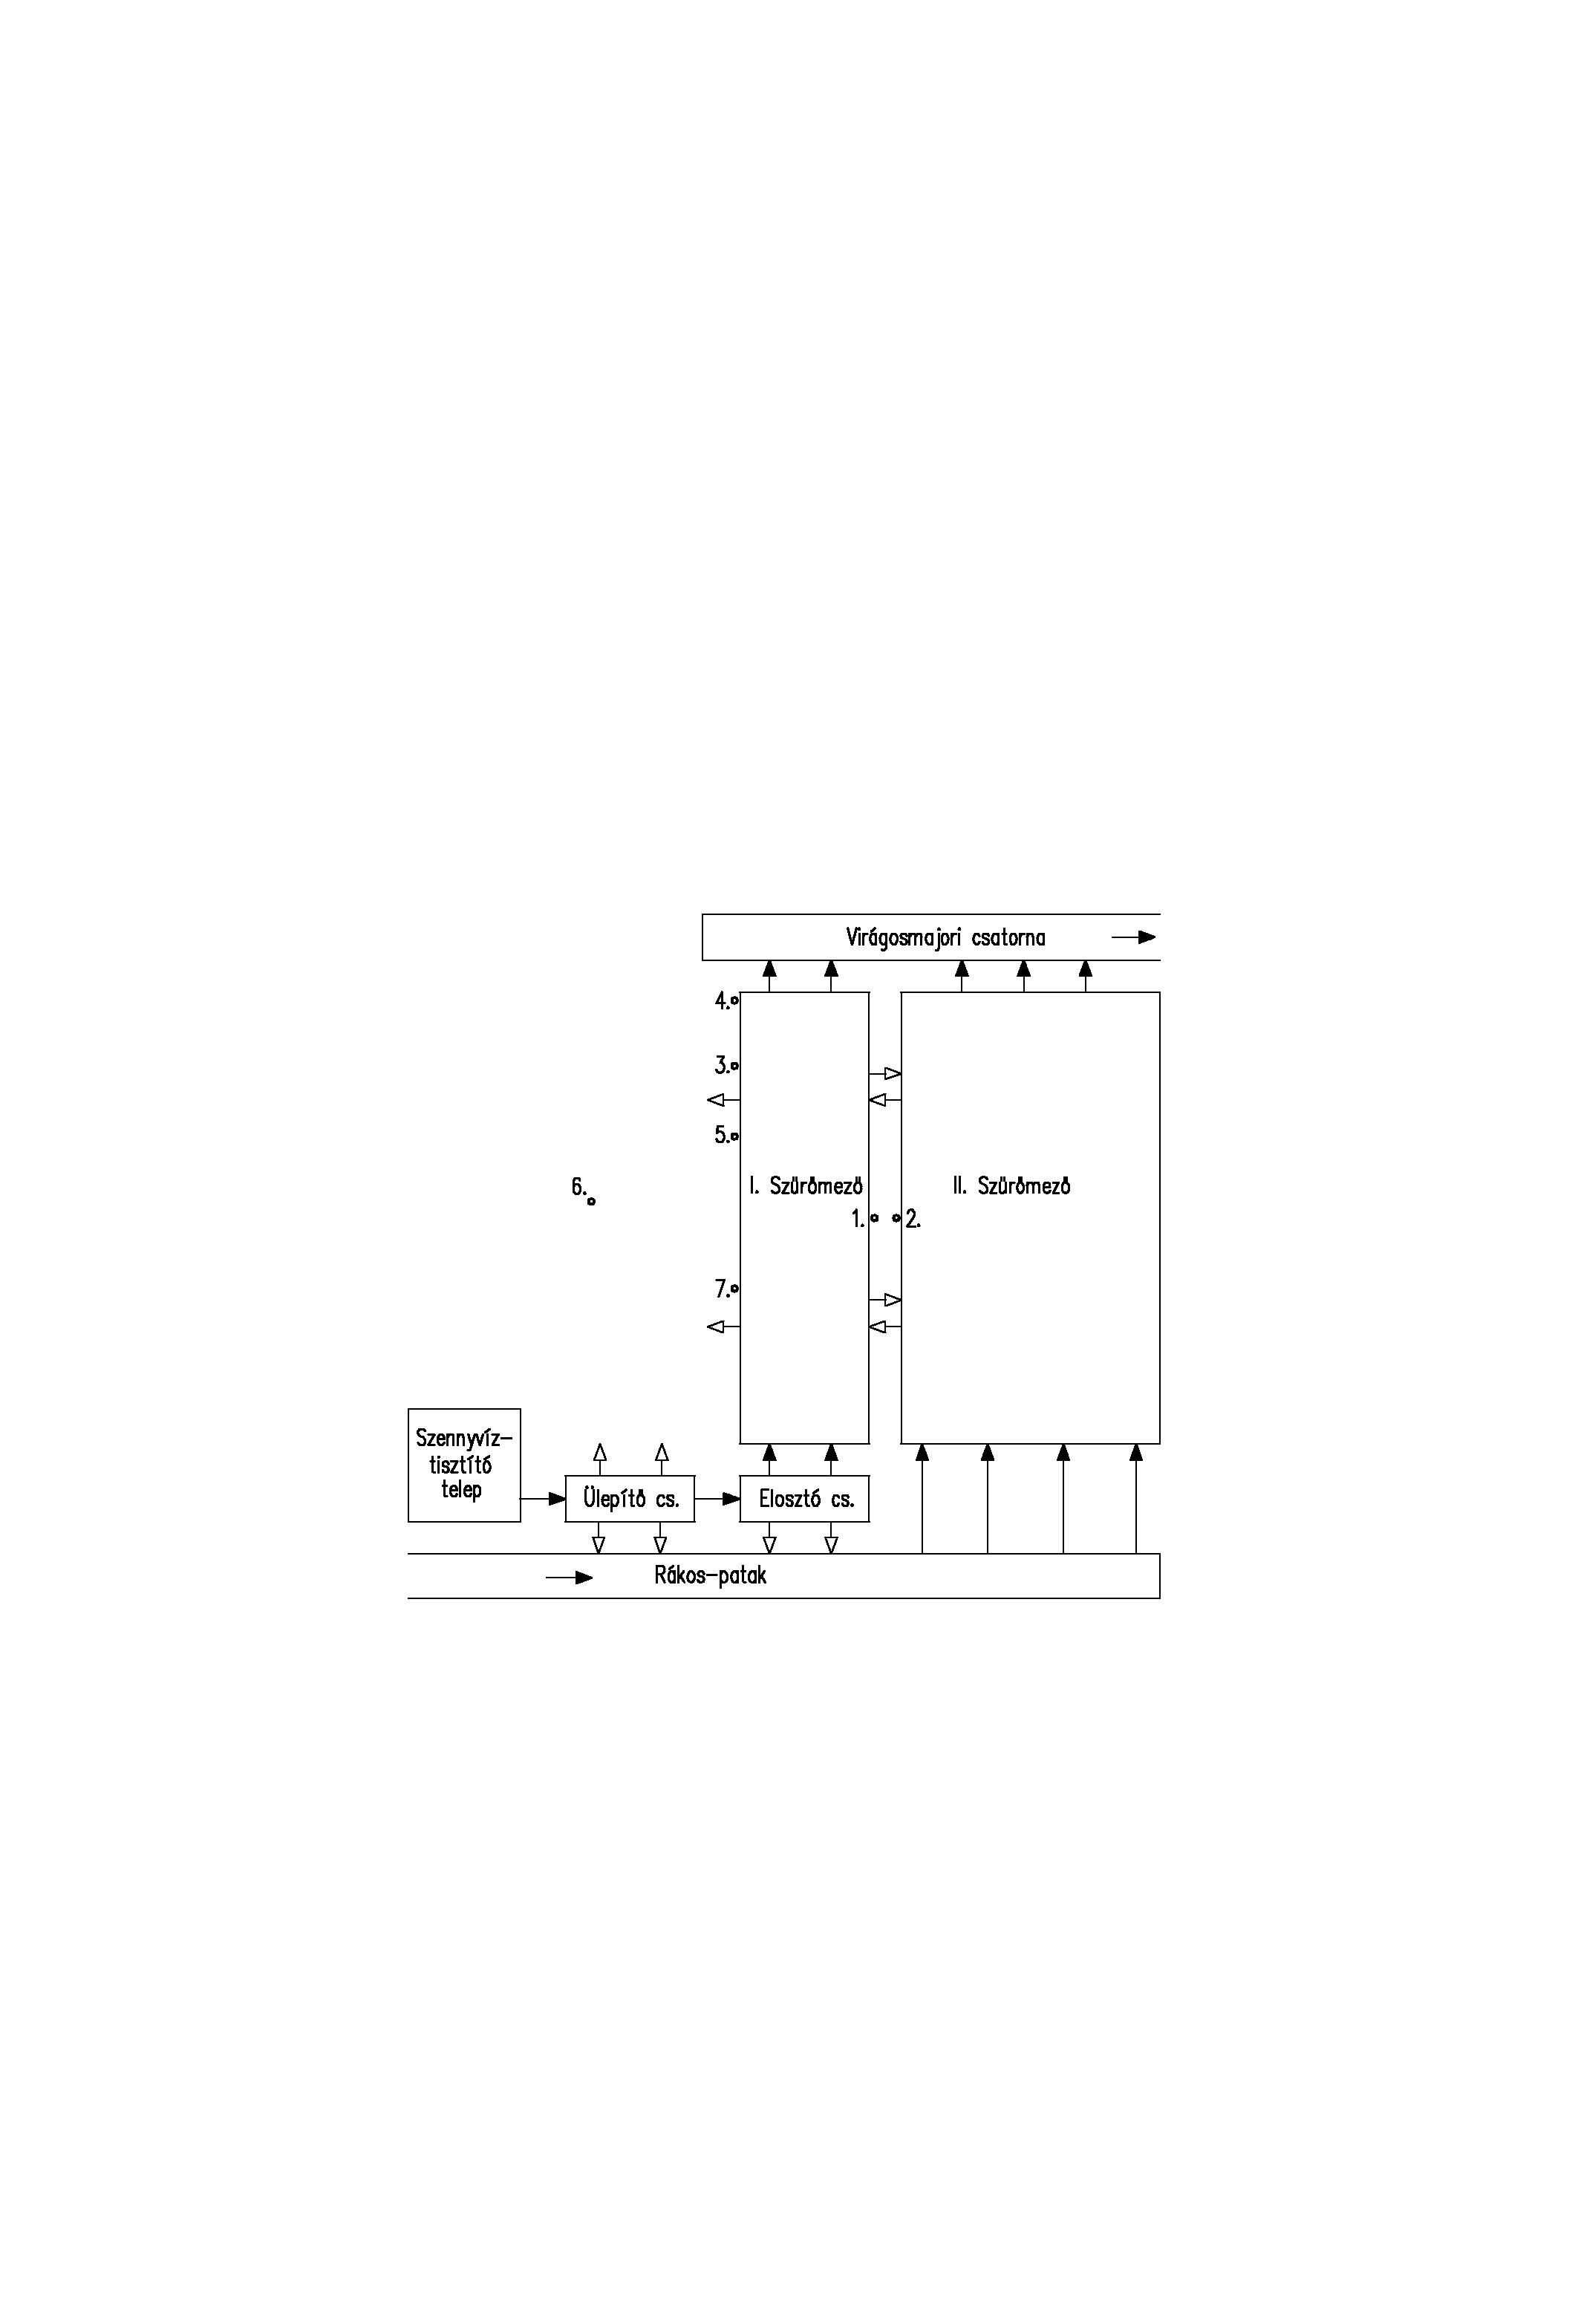 Virágosmajori csatorna
4.
3.
5.
6.
I. Szűrőmező
II. Szűrőmező
1.
2.
7.
Szennyvíz-
tisztító
telep
Ülepítő cs.
Elosztó cs.
Rákos-patak